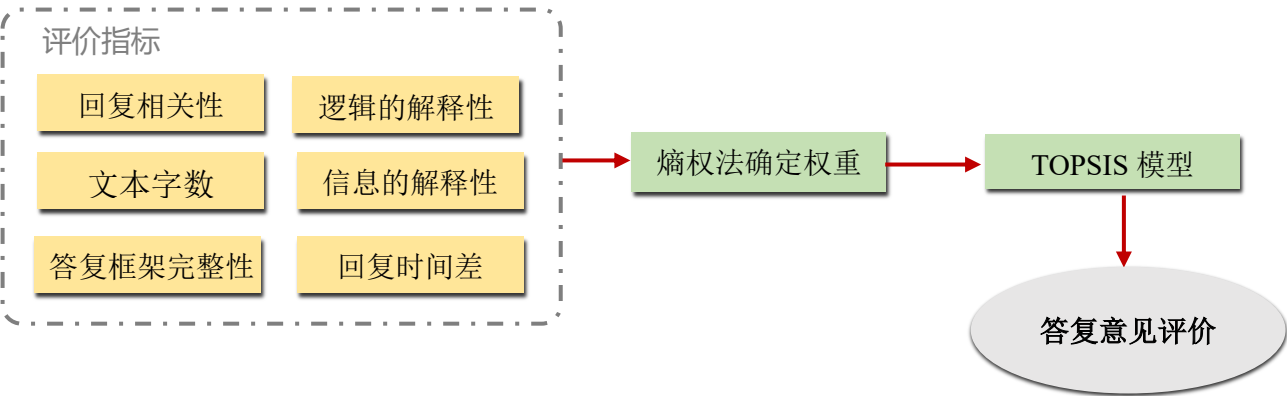 评价指标
回复相关性
逻辑的解释性
文本字数
信息的解释性
答复框架完整性
回复时间差
熵权法确定权重
TOPSIS 模型
答复意见评价